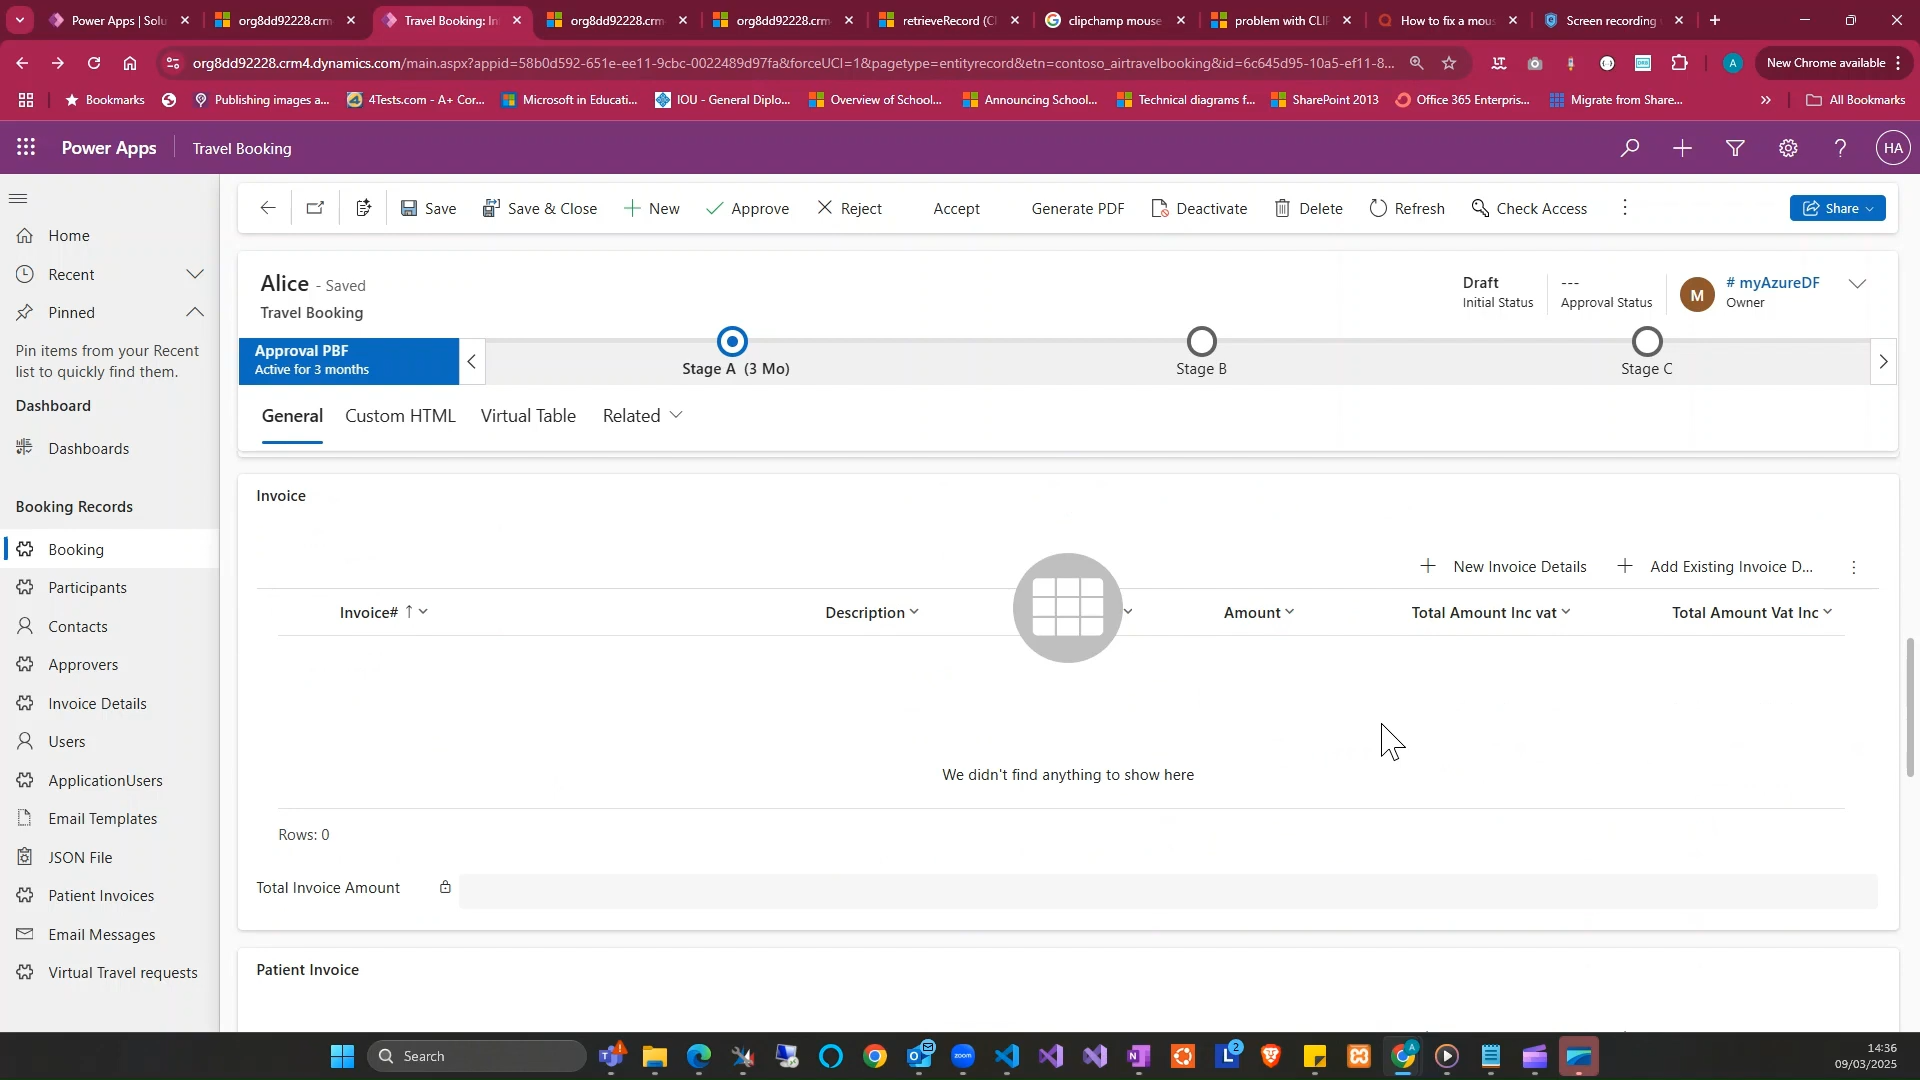 Power Apps | Solu
org8dd92228.crm
Travel Booking: In
org8dd92228.crm
org8dd92228.crm
retrieveRecord (Cl
clipchamp mouse
problem with CLIP
How to fix a mous
Screen recording
org8dd92228.crm4.dynamics.com/main.aspx?appid=58b0d592-651e-ee11-9cbc-0022489d97fa&forceUCI=1&pagetype=entityrecord&etn=contoso_airtravelbooking&id=6c645d95-10a5-ef11-8...
A
New Chrome available
Bookmarks
Publishing images a...
4Tests.com - A+ Cor...
Microsoft in Educati...
IOU - General Diplo...
Overview of School...
Announcing School...
Technical diagrams f...
SharePoint 2013
Office 365 Enterpris...
Migrate from Share...
All Bookmarks
Power Apps
Travel Booking
HA
Home
Recent
Pinned
Pin items from your Recent
list to quickly find them.
Dashboard
Dashboards
Booking Records
Booking
Participants
Contacts
Approvers
Invoice Details
Users
ApplicationUsers
Email Templates
JSON File
Patient Invoices
Email Messages
Virtual Travel requests
Save
Save & Close
New
Approve
Reject
Accept
Generate PDF
Deactivate
Delete
Refresh
Check Access
Share
Alice - Saved
Travel Booking
Draft
Initial Status
---
Approval Status
M
# myAzureDF
Owner
Approval PBF
Active for 3 months
Stage A (3 Mo)
Stage B
Stage C
General
Custom HTML
Virtual Table
Related
Invoice
New Invoice Details
Add Existing Invoice D...
Invoice#
Description
Amount
Total Amount Inc vat
Total Amount Vat Inc
We didn't find anything to show here
Rows: 0
Total Invoice Amount
Patient Invoice
Search
zoom
L
2
A
14:36
09/03/2025